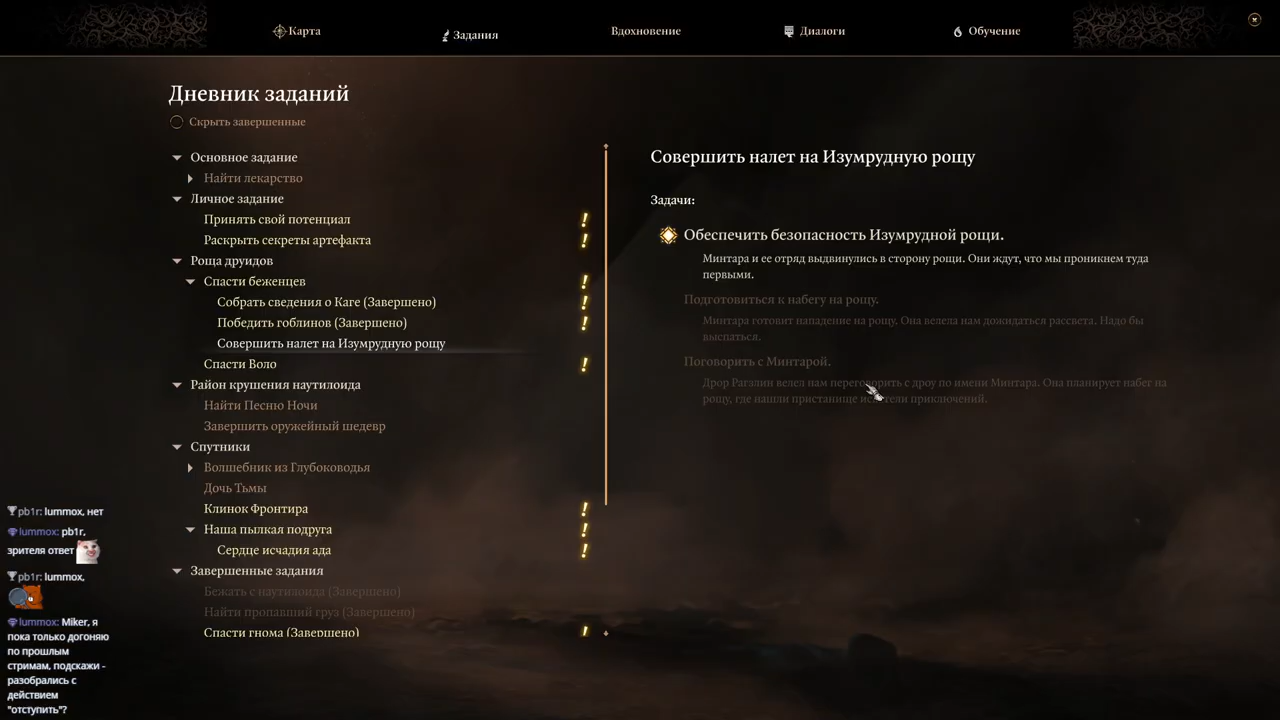 Карта
Задания
Вдохновение
Диалоги
Обучение
Дневник заданий
Скрыть завершенные
Основное задание
Найти лекарство
Личное задание
Принять свой потенциал
Раскрыть секреты артефакта
Роща друидов
Спасти беженцев
Собрать сведения о Каге (Завершено)
Победить гоблинов (Завершено)
Совершить налет на Изумрудную рощу
Спасти Воло
Район крушения наутилоида
Найти Песню Ночи
Завершить оружейный шедевр
Спутники
Волшебник из Глубоководья
Дочь Тьмы
Клинок Фронтира
Наша пылкая подруга
Сердце исчадия ада
Завершенные задания
Бежать с наутилоида (Завершено)
Найти пропавший груз (Завершено)
Спасти гнома (Завершено)
Совершить налет на Изумрудную рощу
Задачи:
Обеспечить безопасность Изумрудной рощи.
Минтара и ее отряд выдвинулись в сторону рощи. Они ждут, что мы проникнем туда
первыми.
Подготовиться к набегу на рощу.
Минтара готовит нападение на рощу. Она велела нам дожидаться рассвета. Надо бы
выспаться.
Поговорить с Минтарой.
Дрор Рагзлин велел нам переговорить с дроу по имени Минтара. Она планирует набег на
рощу, где нашли пристанище искатели приключений.
pb1r: lummox, нет
lummox: pb1r,
зрителя ответ
pb1r: lummox,
lummox: Miker, я
пока только догоняю
по прошлым
стримам, подскажи -
разобрались с
действием
"отступить"?